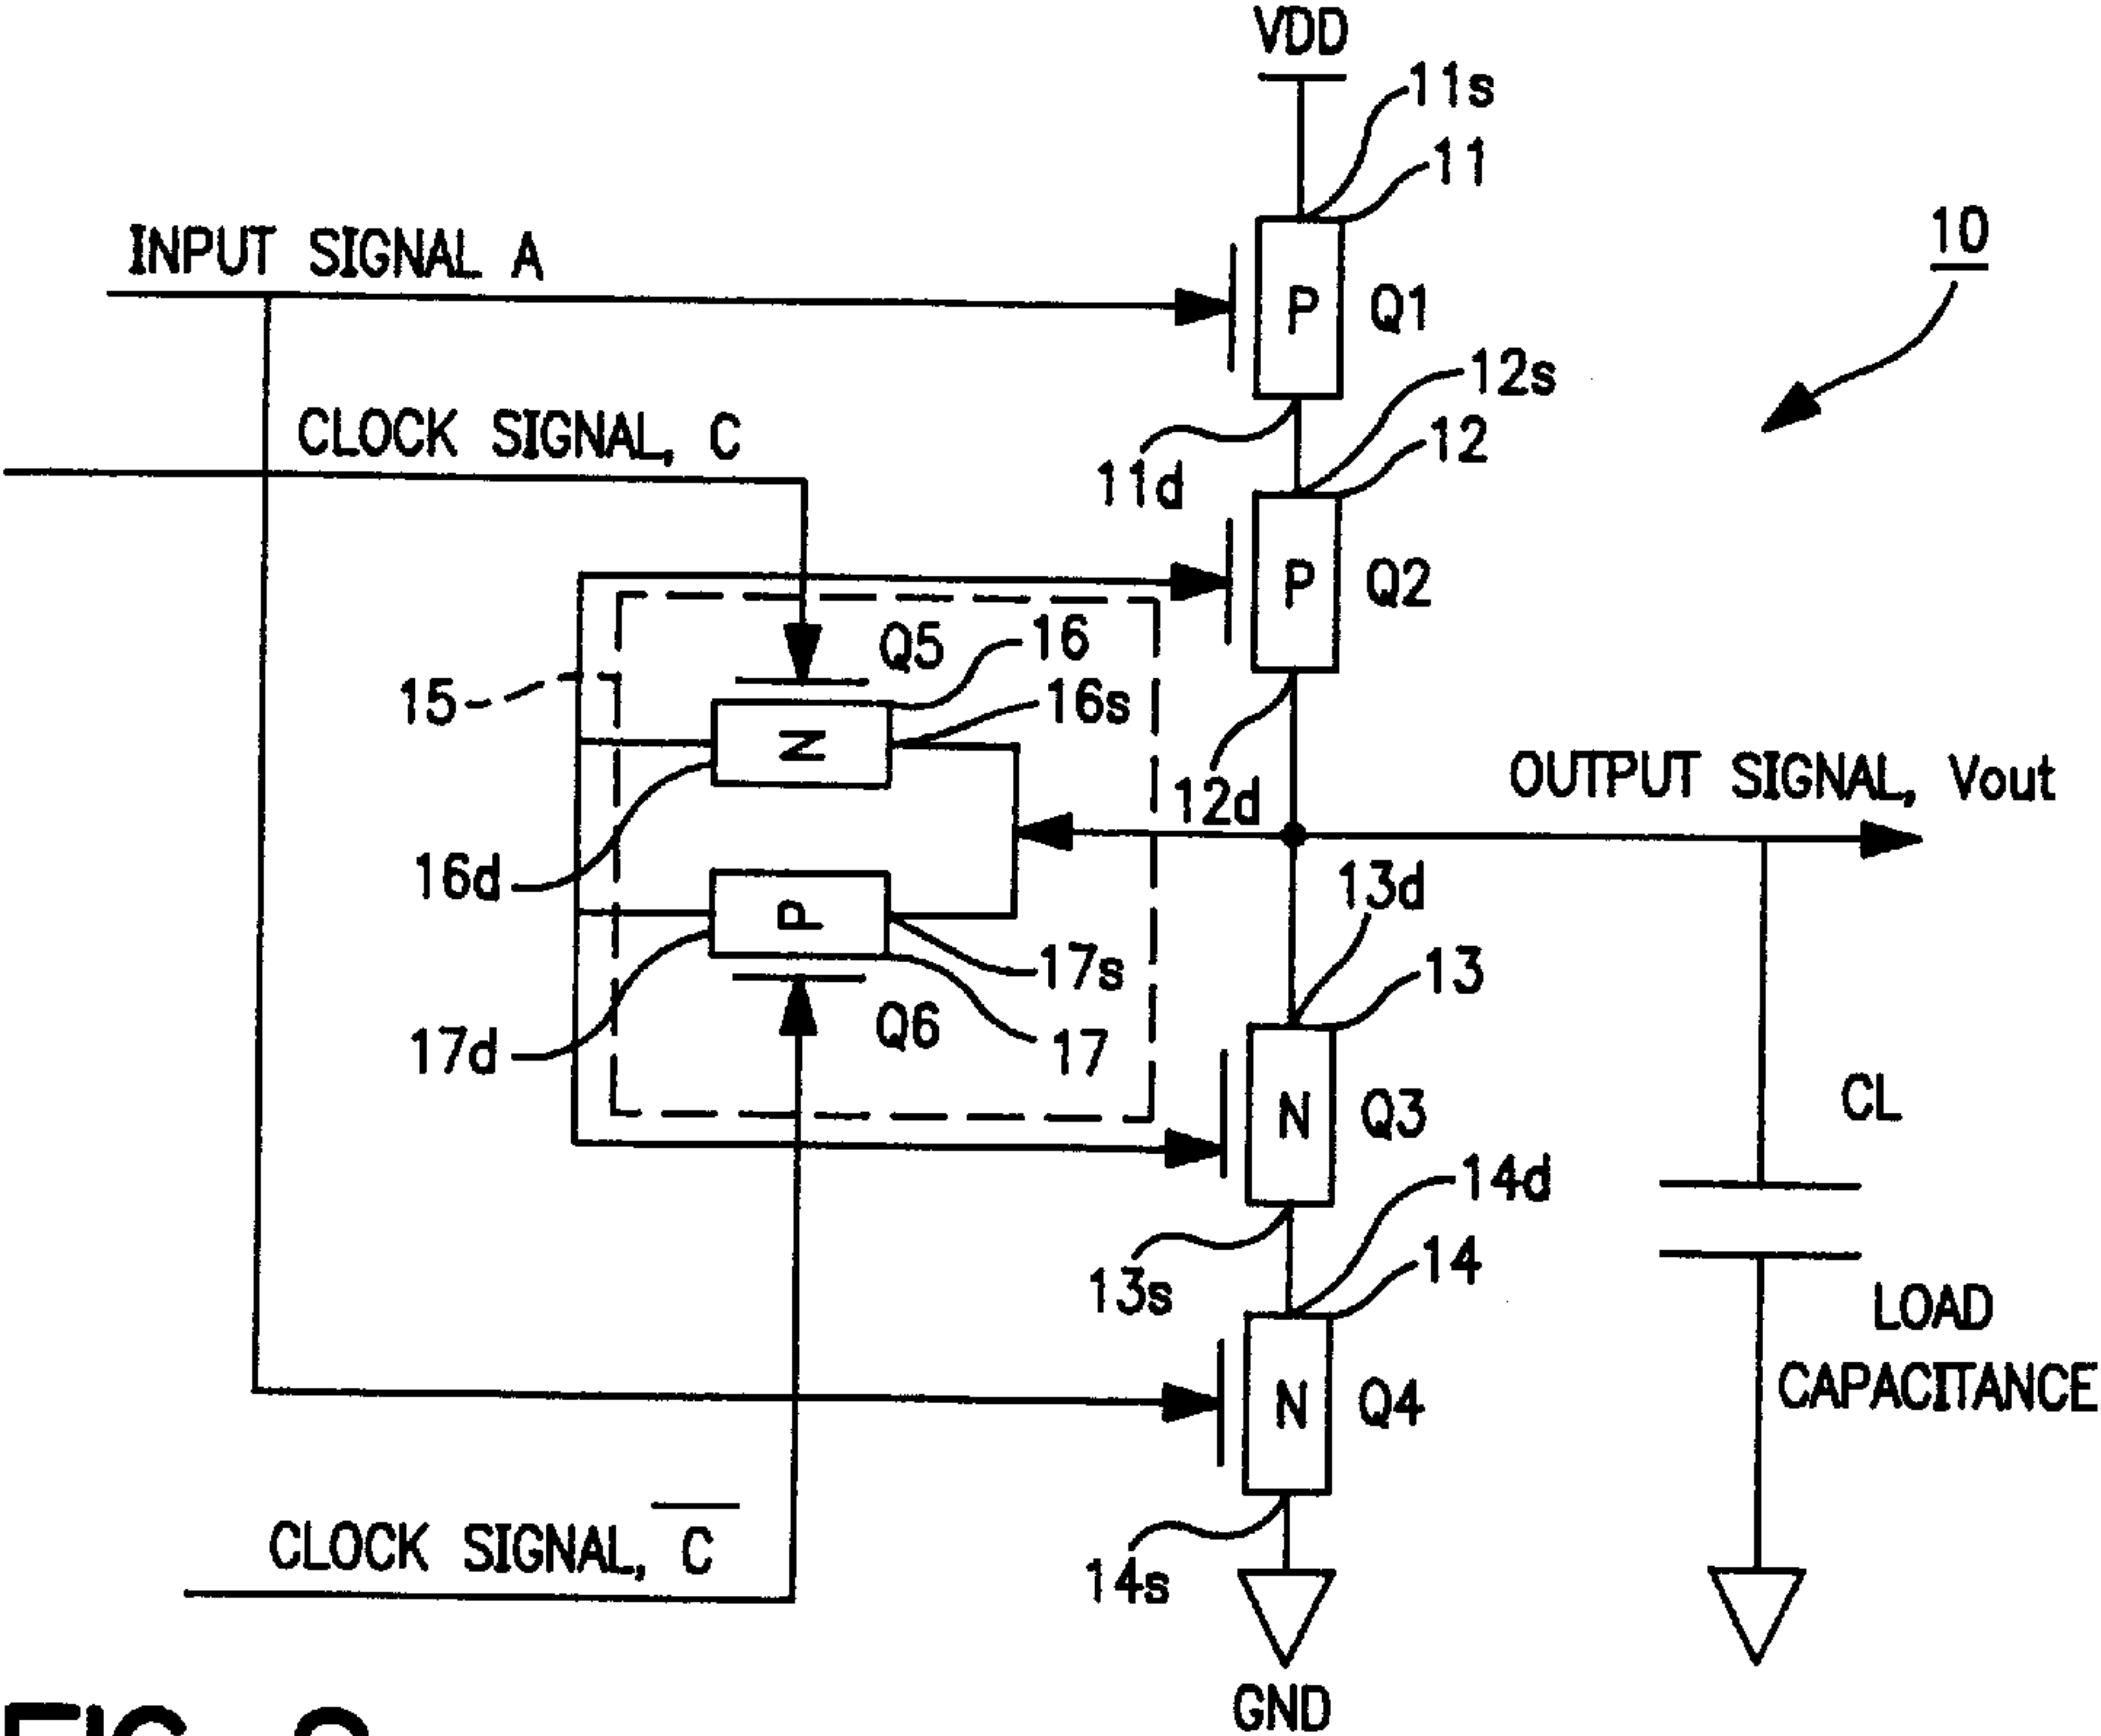 VDD
11s
11
10
INPUT SIGNAL A
P
Q1
12s
CLOCK SIGNAL, C
12
11d
P
Q2
Q5
16
15
16s
N
12d
OUTPUT SIGNAL, Vout
16d
13d
P
17s
13
Q6
17d
17
CL
N
Q3
14d
14
13s
LOAD
CAPACITANCE
N
Q4
CLOCK SIGNAL, C̅
14s
GND